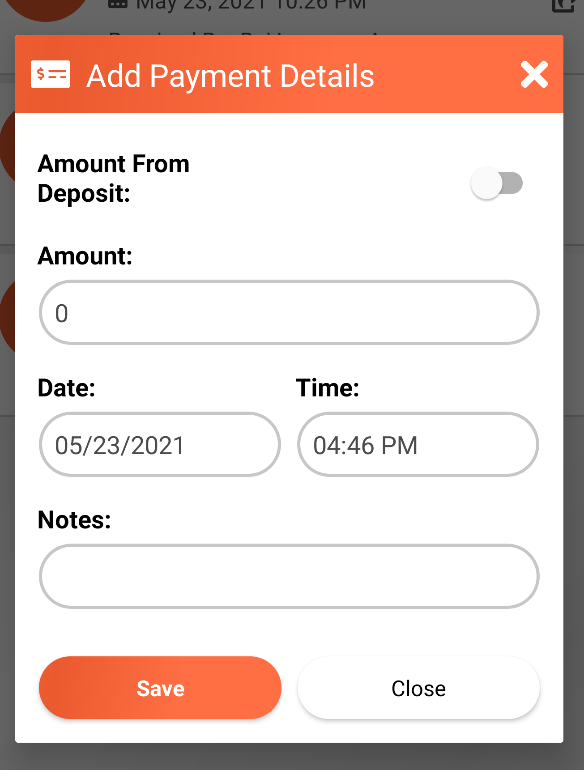 May 23, 2021 10:26 PM
Add Payment Details
Amount From
Deposit:
Amount:
0
Date: Time:
05/23/2021 04:46 PM
Notes:
Save Close